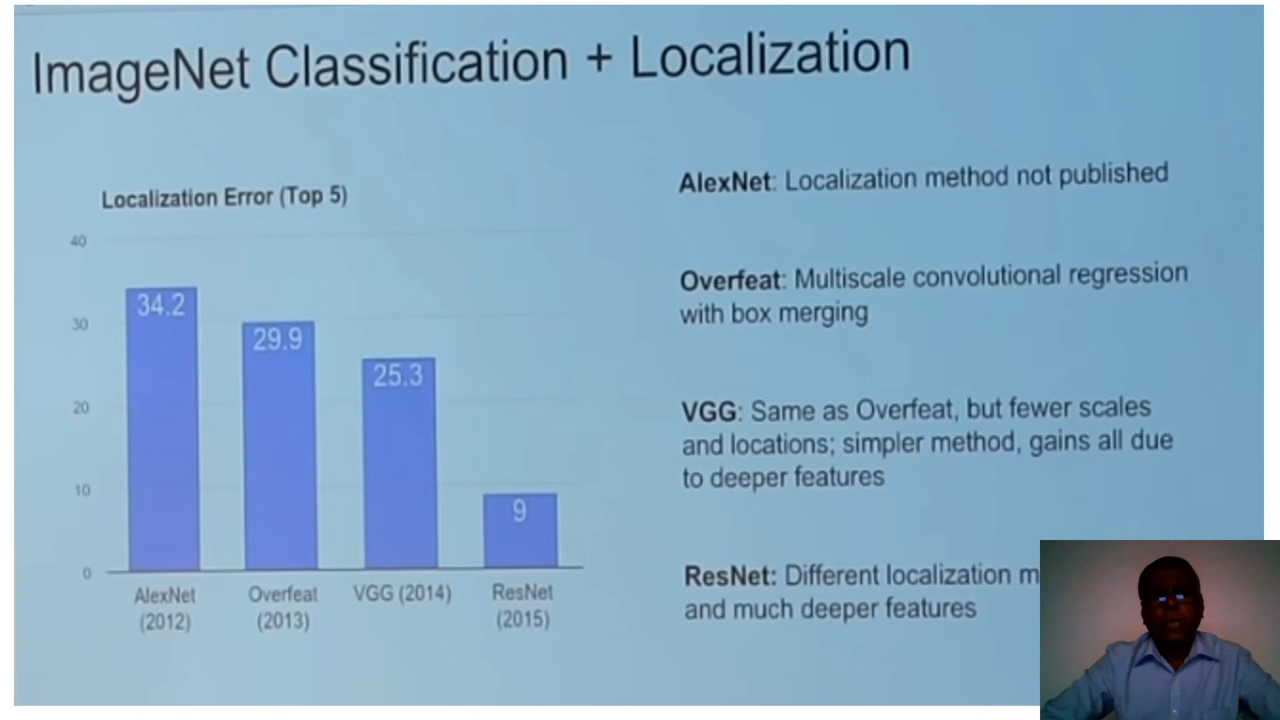 ImageNet Classification + Localization
Localization Error (Top 5)
40
30
20
10
0
34.2
29.9
25.3
9
AlexNet
(2012)
Overfeat
(2013)
VGG (2014)
ResNet
(2015)
AlexNet: Localization method not published
Overfeat: Multiscale convolutional regression
with box merging
VGG: Same as Overfeat, but fewer scales
and locations; simpler method, gains all due
to deeper features
ResNet: Different localization
and much deeper features